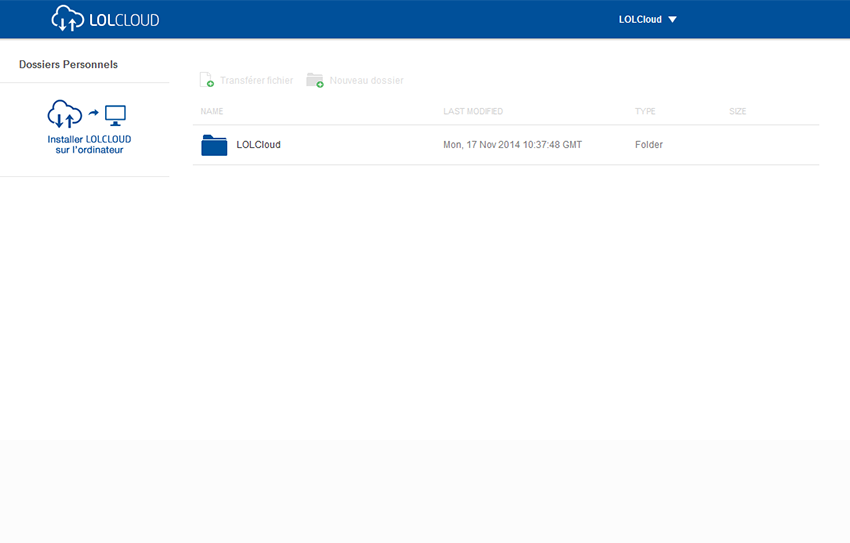 LOLCLOUD
LOLCloud
Dossiers Personnels
Installer LOLCLOUD
sur l'ordinateur
Transférer fichier Nouveau dossier
NAME LAST MODIFIED TYPE SIZE
LOLCloud Mon, 17 Nov 2014 10:37:48 GMT Folder